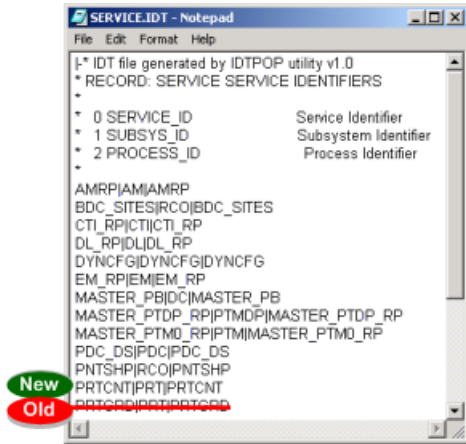 SERVICE.IDT - Notepad
File Edit Format Help
|-* IDT file generated by IDTPOP utility v1.0
* RECORD: SERVICE SERVICE IDENTIFIERS
*
* 0 SERVICE_ID Service Identifier
* 1 SUBSYS_ID Subsystem Identifier
* 2 PROCESS_ID Process Identifier
*
AMRP|AM|AMRP
BDC_SITES|RCO|BDC_SITES
CTI_RP|CTI|CTI_RP
DL_RP|DL|DL_RP
DYNCFG|DYNCFG|DYNCFG
EM_RP|EM|EM_RP
MASTER_PB|DC|MASTER_PB
MASTER_PTDP_RP|PTMDP|MASTER_PTDP_RP
MASTER_PTM0_RP|PTM|MASTER_PTM0_RP
PDC_DS|PDC|PDC_DS
PNTSHP|RCO|PNTSHP
New PRTCNT|PRT|PRTCNT
Old PRTGRD|PRT|PRTGRD